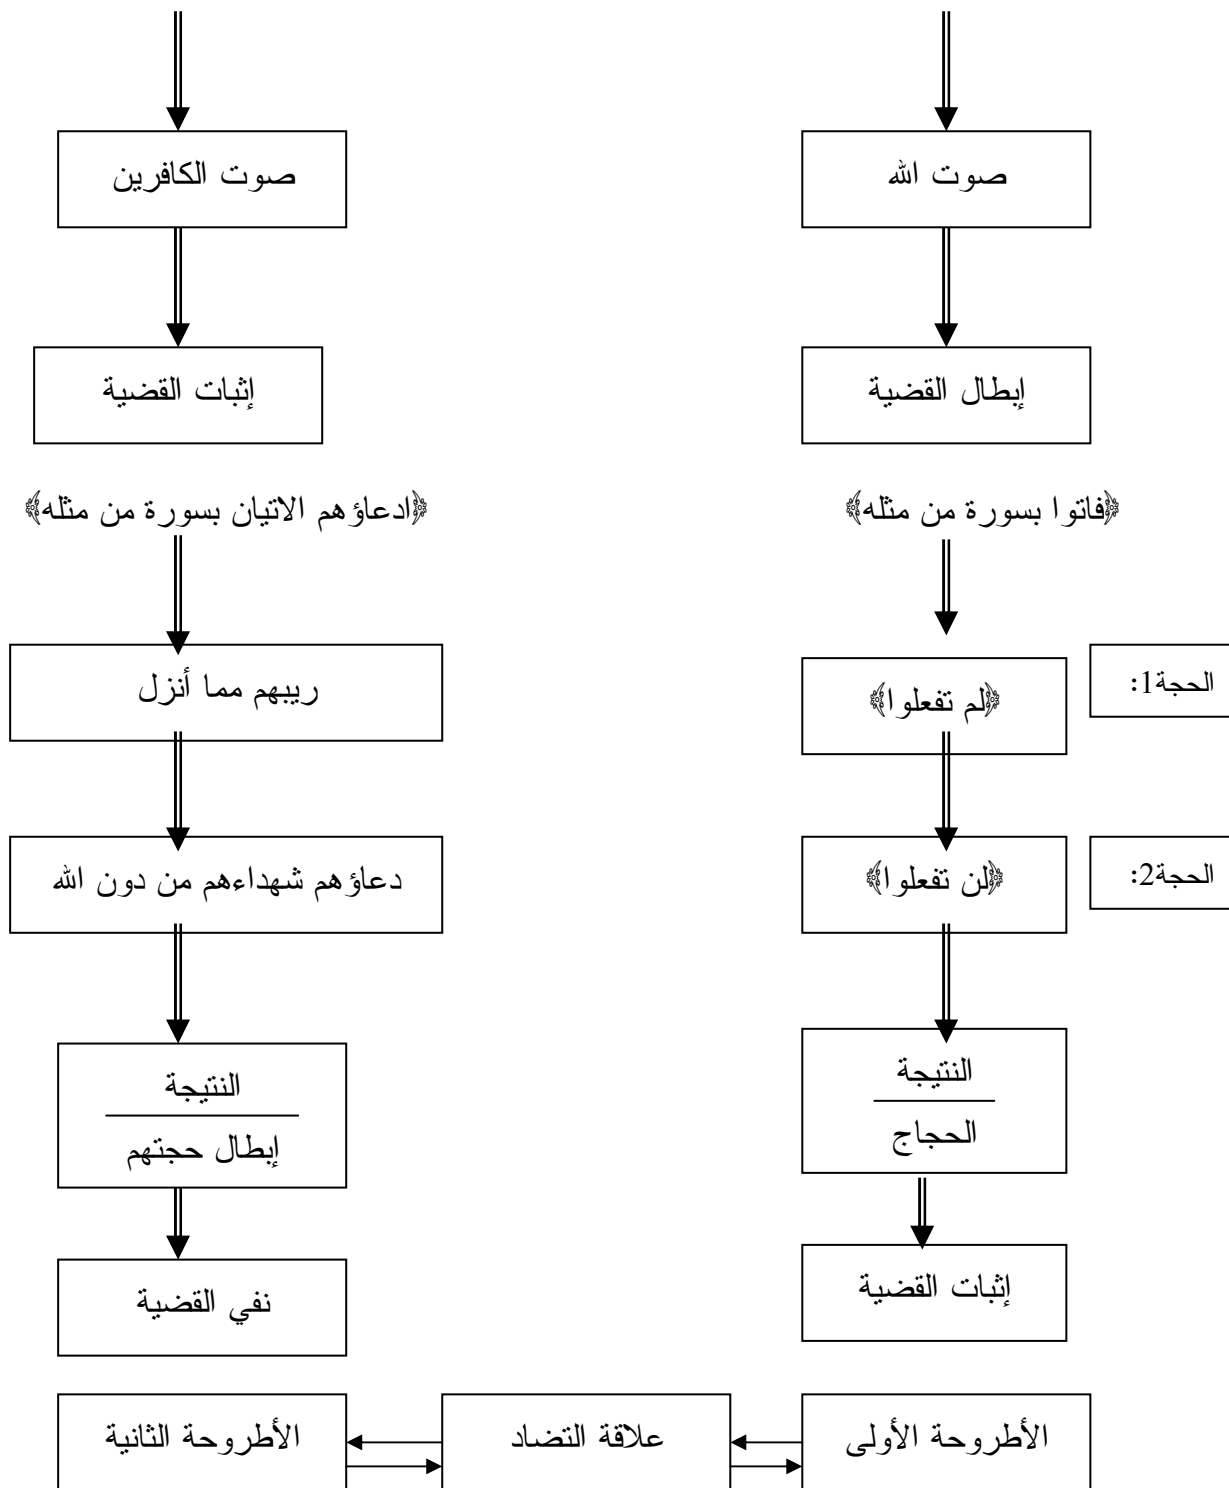 صوت الله
صوت الكافرين
إبطال القضية
إثبات القضية
﴿فاتوا بسورة من مثله﴾
﴿ادعاؤهم الاتيان بسورة من مثله﴾
الحجة1:
﴿لم تفعلوا﴾
ريبهم مما أنزل
الحجة2:
﴿لن تفعلوا﴾
دعاؤهم شهداءهم من دون الله
النتيجة
الحجاج
النتيجة
إبطال حجتهم
إثبات القضية
نفي القضية
الأطروحة الأولى
علاقة التضاد
الأطروحة الثانية